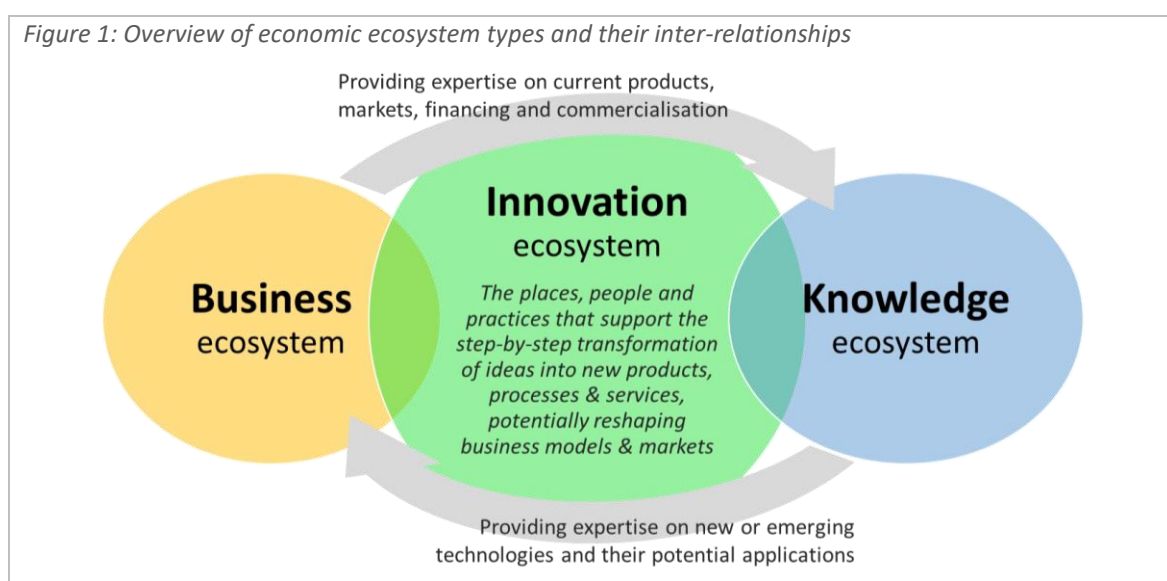 Figure 1: Overview of economic ecosystem types and their inter-relationships
Providing expertise on current products,
markets, financing and commercialisation
Business
ecosystem
Innovation
ecosystem
The places, people and
practices that support the
step-by-step transformation
of ideas into new products,
processes & services,
potentially reshaping
business models & markets
Knowledge
ecosystem
Providing expertise on new or emerging
technologies and their potential applications